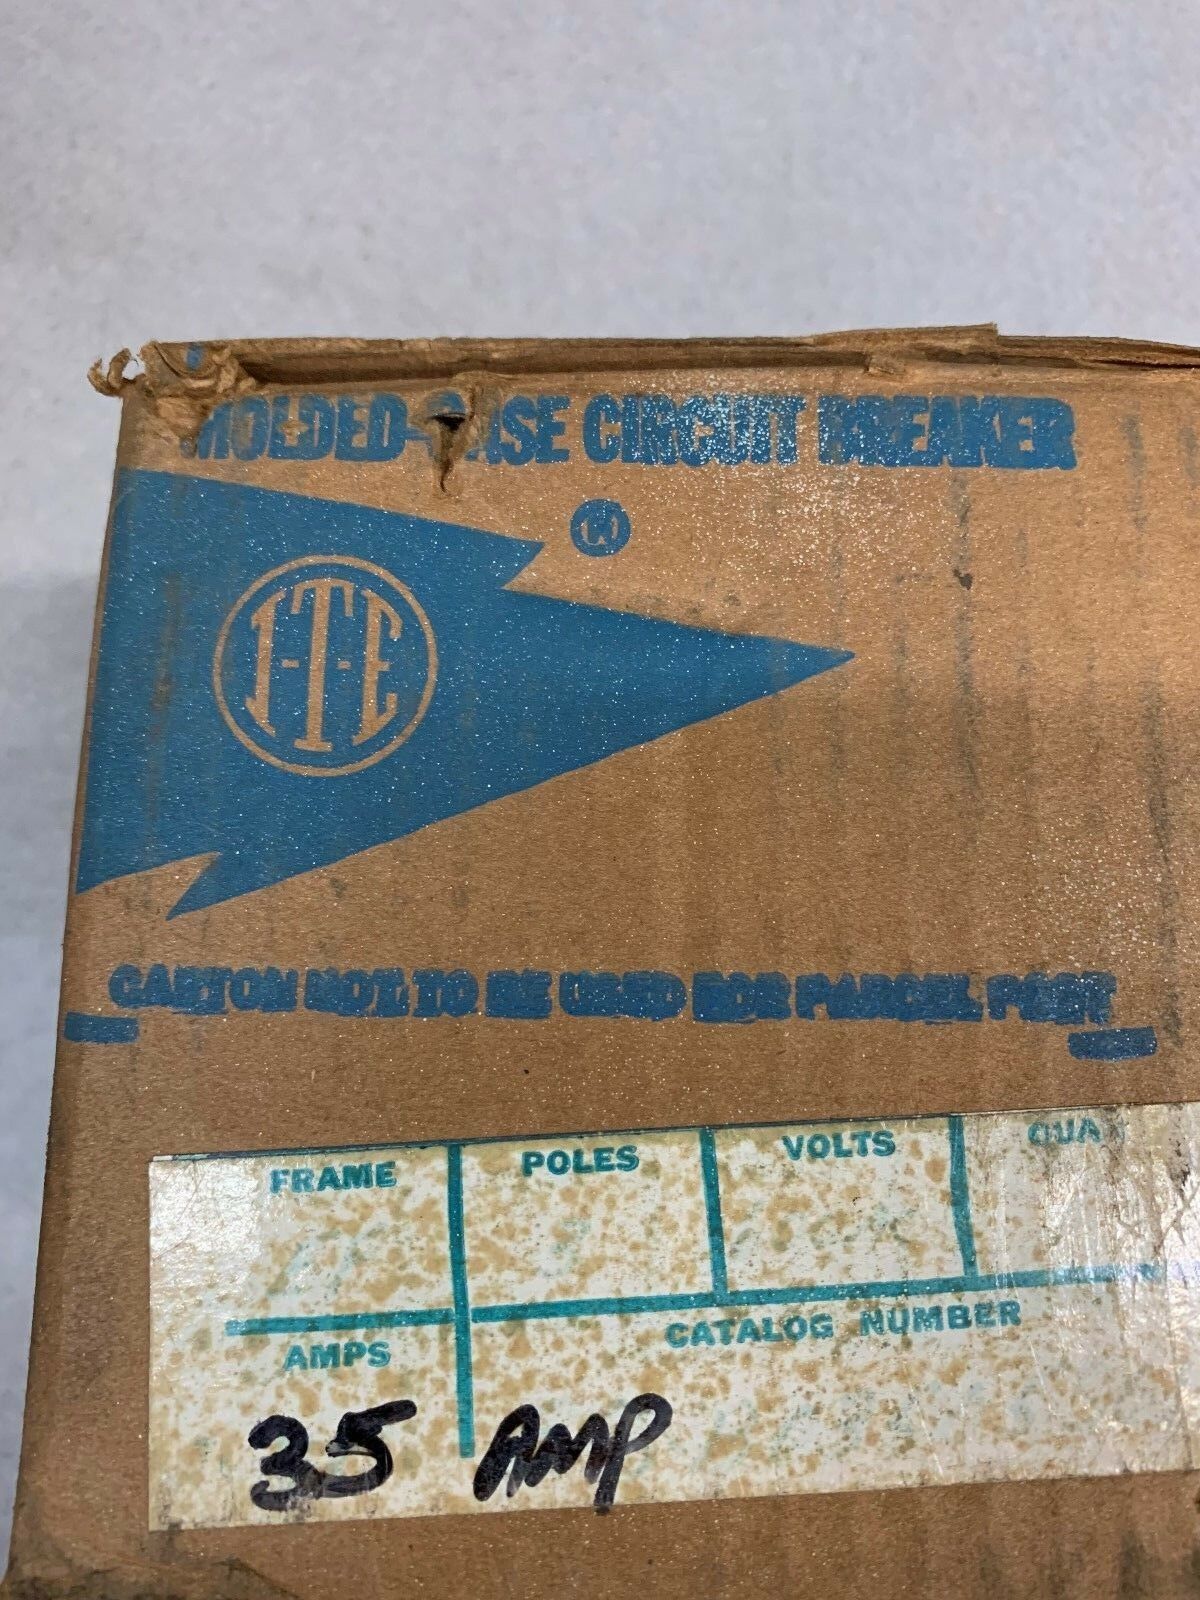 MOLDED-CASE CIRCUIT BREAKER
I-T-E
CARTON NOT TO BE USED FOR PARCEL POST
FRAME POLES VOLTS
AMPS CATALOG NUMBER
35 AMP